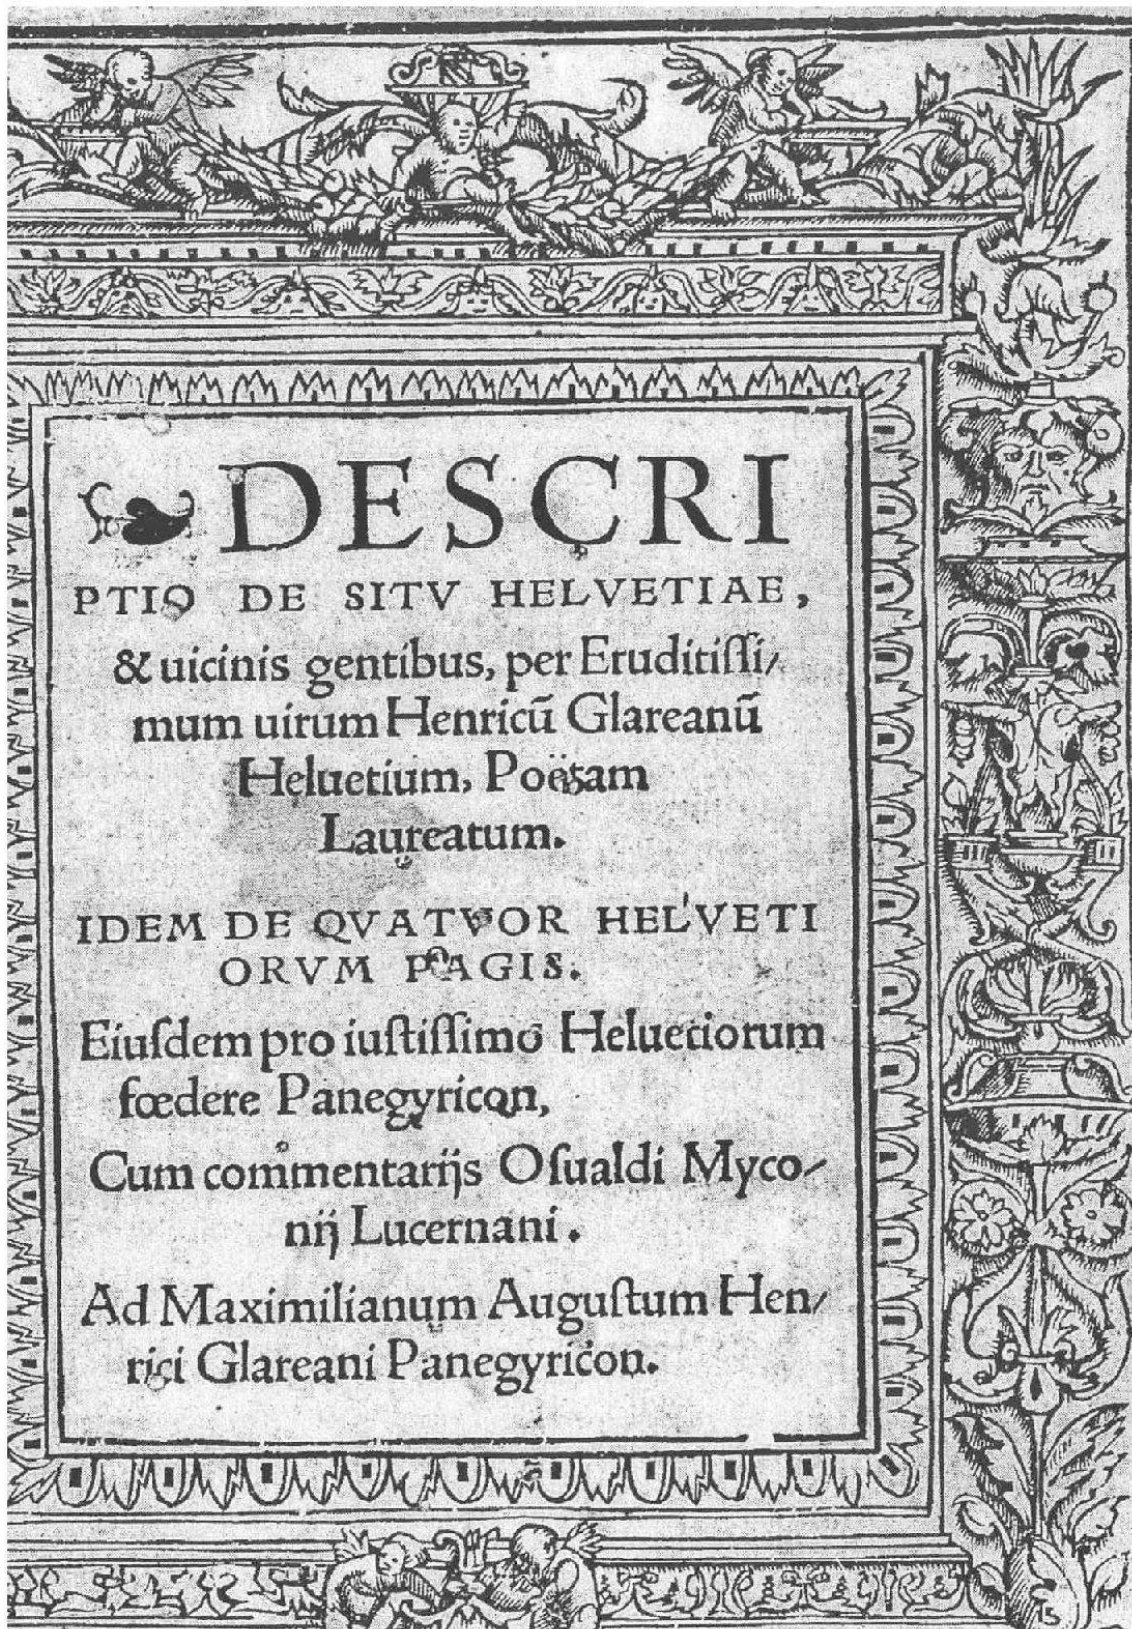 DESCRI
PTIO DE SITV HELVETIAE,
& uicinis gentibus, per Eruditiſſi/
mum uirum Henricū Glareanū
Heluetium, Poëtam
Laureatum.
IDEM DE QVATVOR HELVETI
ORVM PAGIS.
Eiuſdem pro iuſtiſſimo Heluetiorum
fœdere Panegyricon,
Cum commentarijs Oſualdi Myco/
nij Lucernani.
Ad Maximilianum Auguſtum Hen/
rici Glareani Panegyricon.